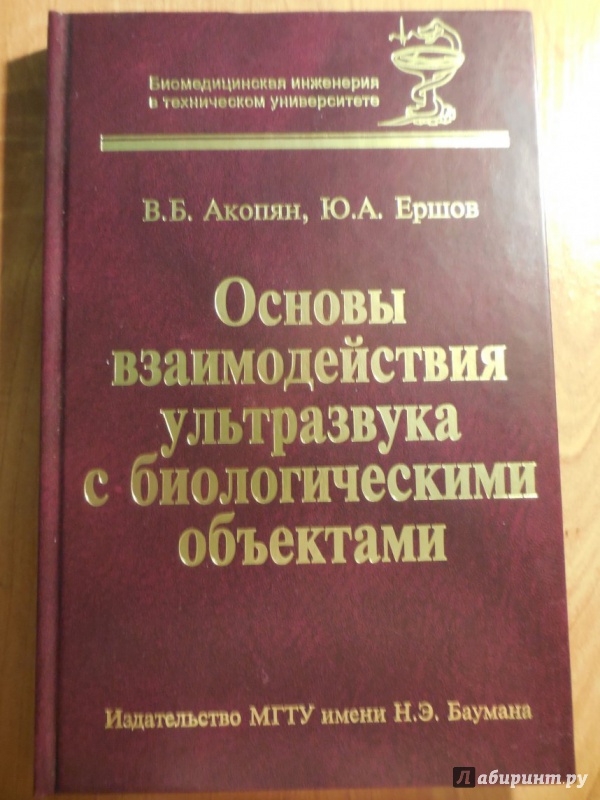 Биомедицинская инженерия
в техническом университете
В.Б. Акопян, Ю.А. Ершов
Основы
взаимодействия
ультразвука
с биологическими
объектами
Издательство МГТУ имени Н.Э. Баумана
Лабиринт.ру